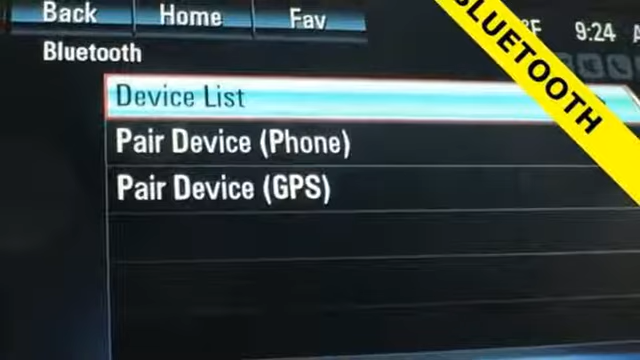 Back Home Fav
9:24
Bluetooth
Device List
Pair Device (Phone)
Pair Device (GPS)
BLUETOOTH